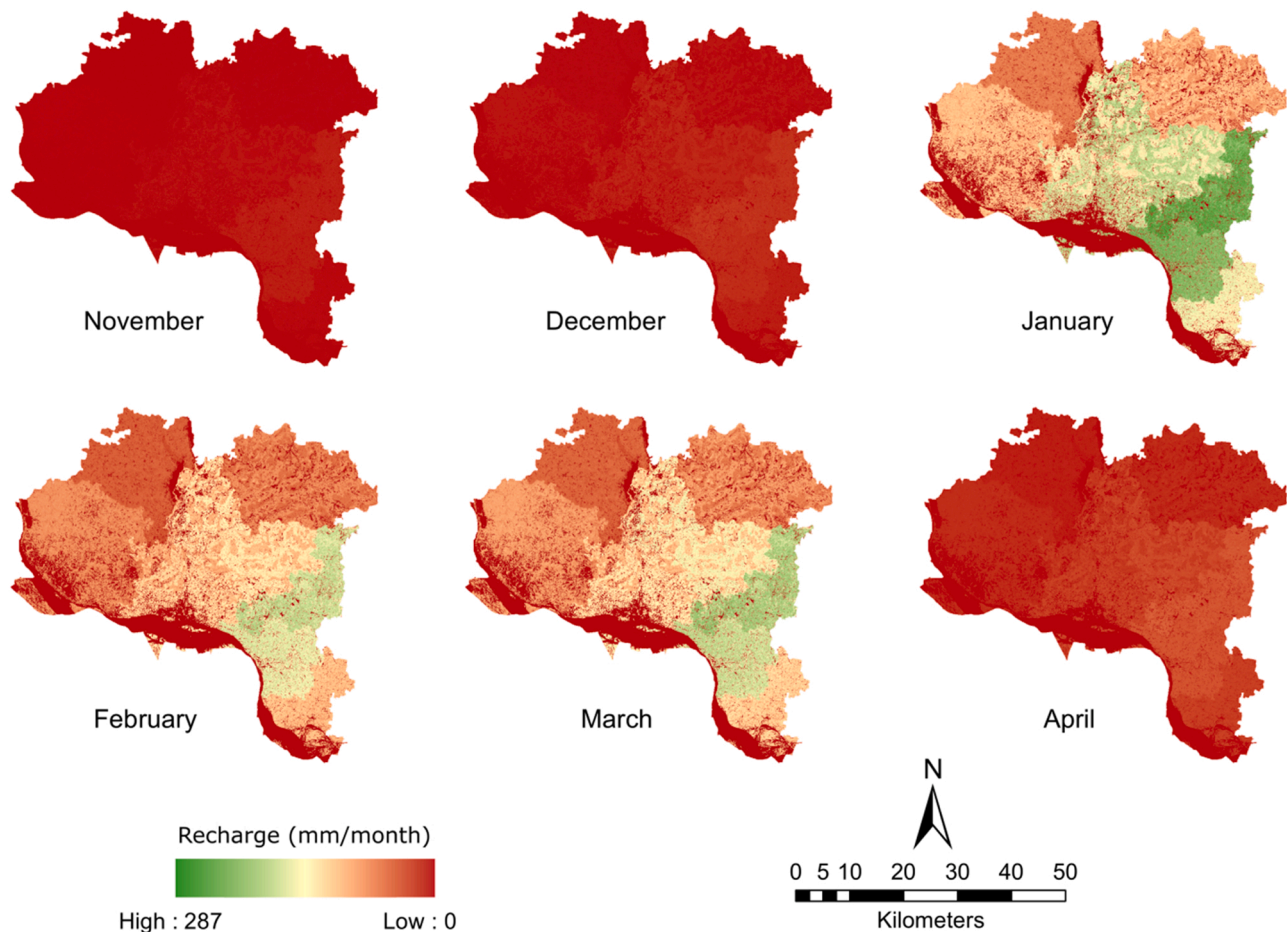 November
December
January
February
March
April
Recharge (mm/month)
High : 287
Low : 0
N
0 5 10 20 30 40 50
Kilometers